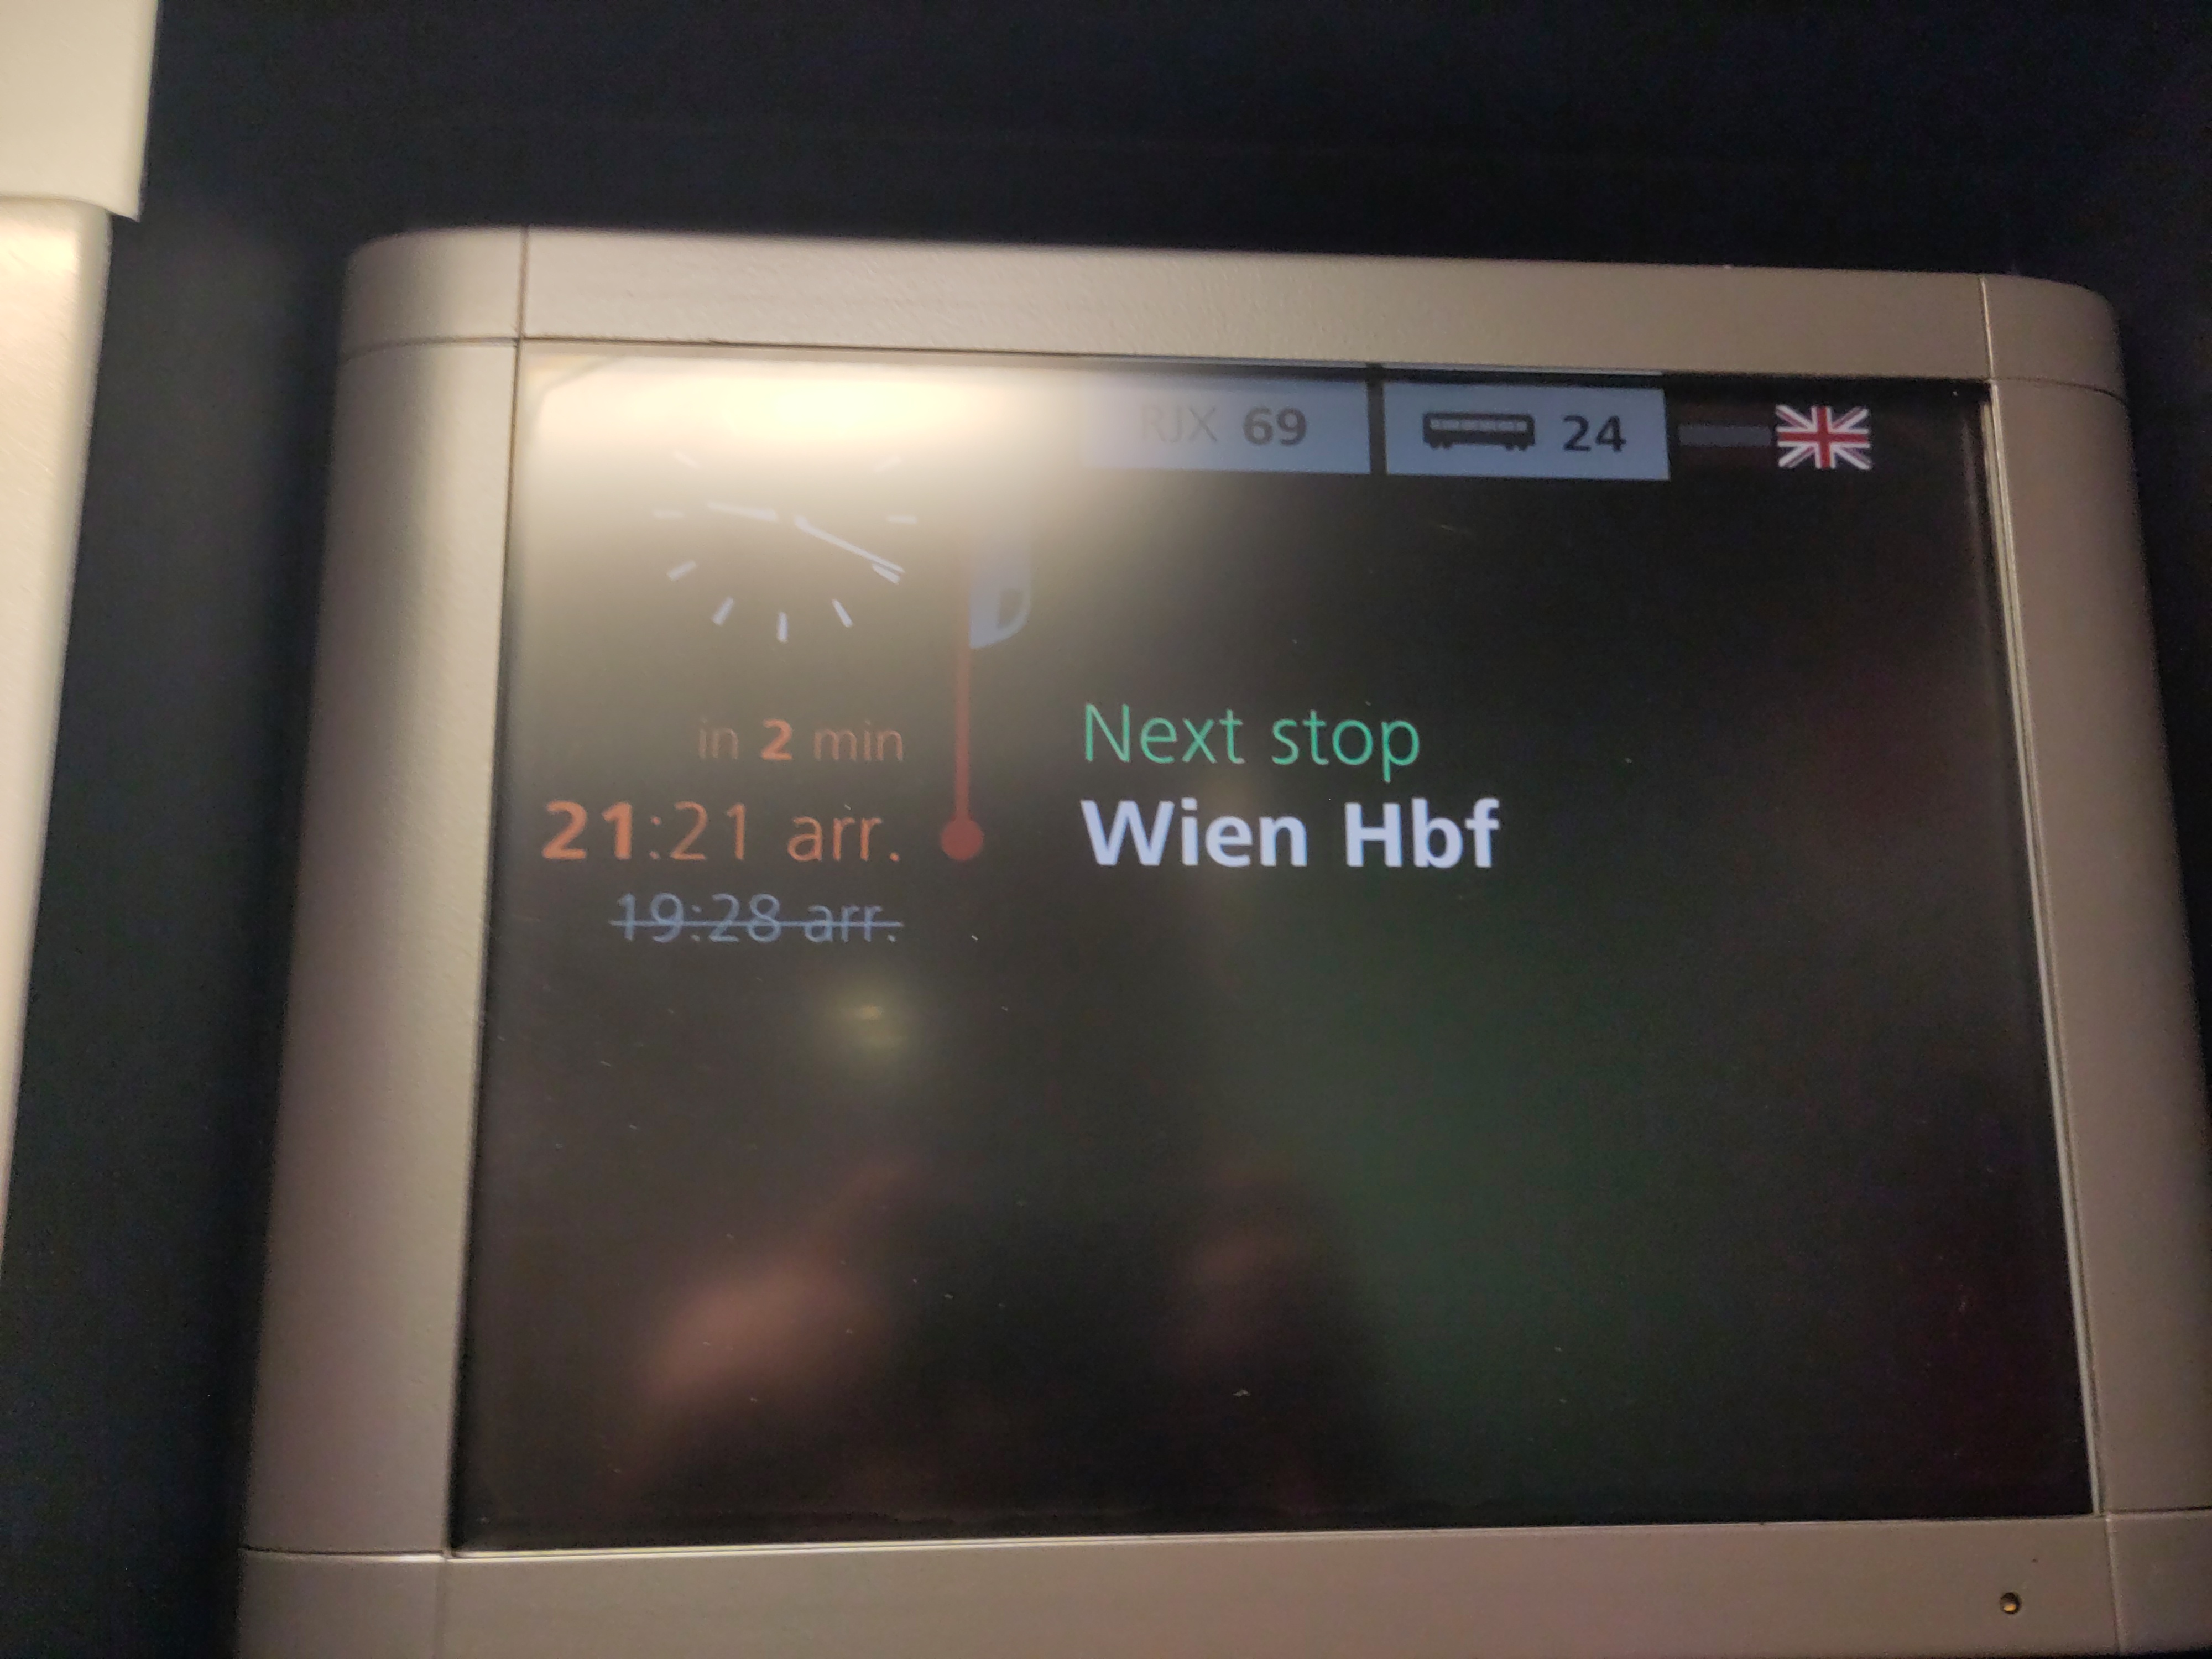 RJX 69
24
in 2 min
Next stop
21:21 arr.
Wien Hbf
19:28 arr.